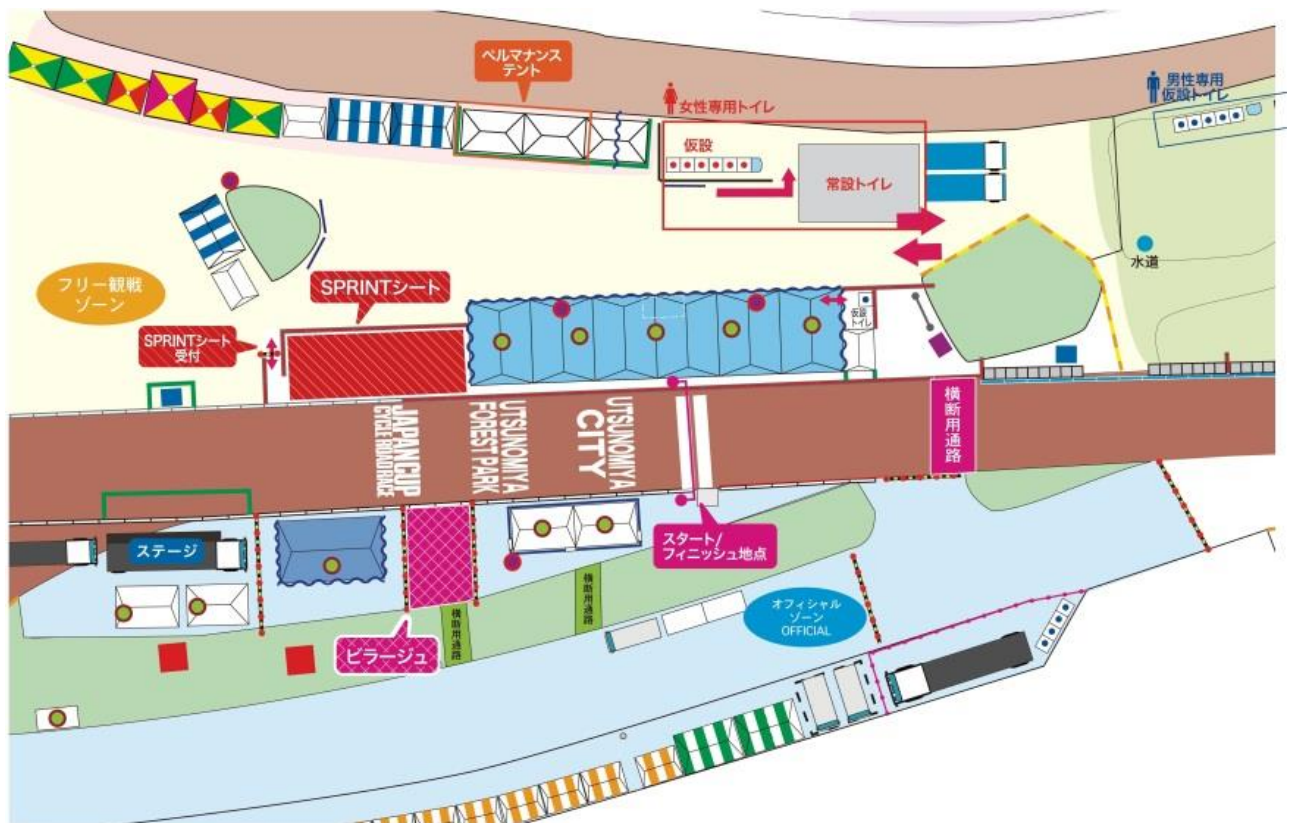 ペルマナンス
テント
女性専用トイレ
仮設
常設トイレ
男性専用
仮設トイレ
水道
フリー観戦
ゾーン
SPRINTシート
SPRINTシート
受付
仮設
トイレ
JAPANCUP
CYCLE ROAD RACE
UTSUNOMIYA
FOREST PARK
UTSUNOMIYA
CITY
横断用通路
ステージ
スタート/
フィニッシュ地点
ビラージュ
横断用通路
横断用通路
オフィシャル
ゾーン
OFFICIAL